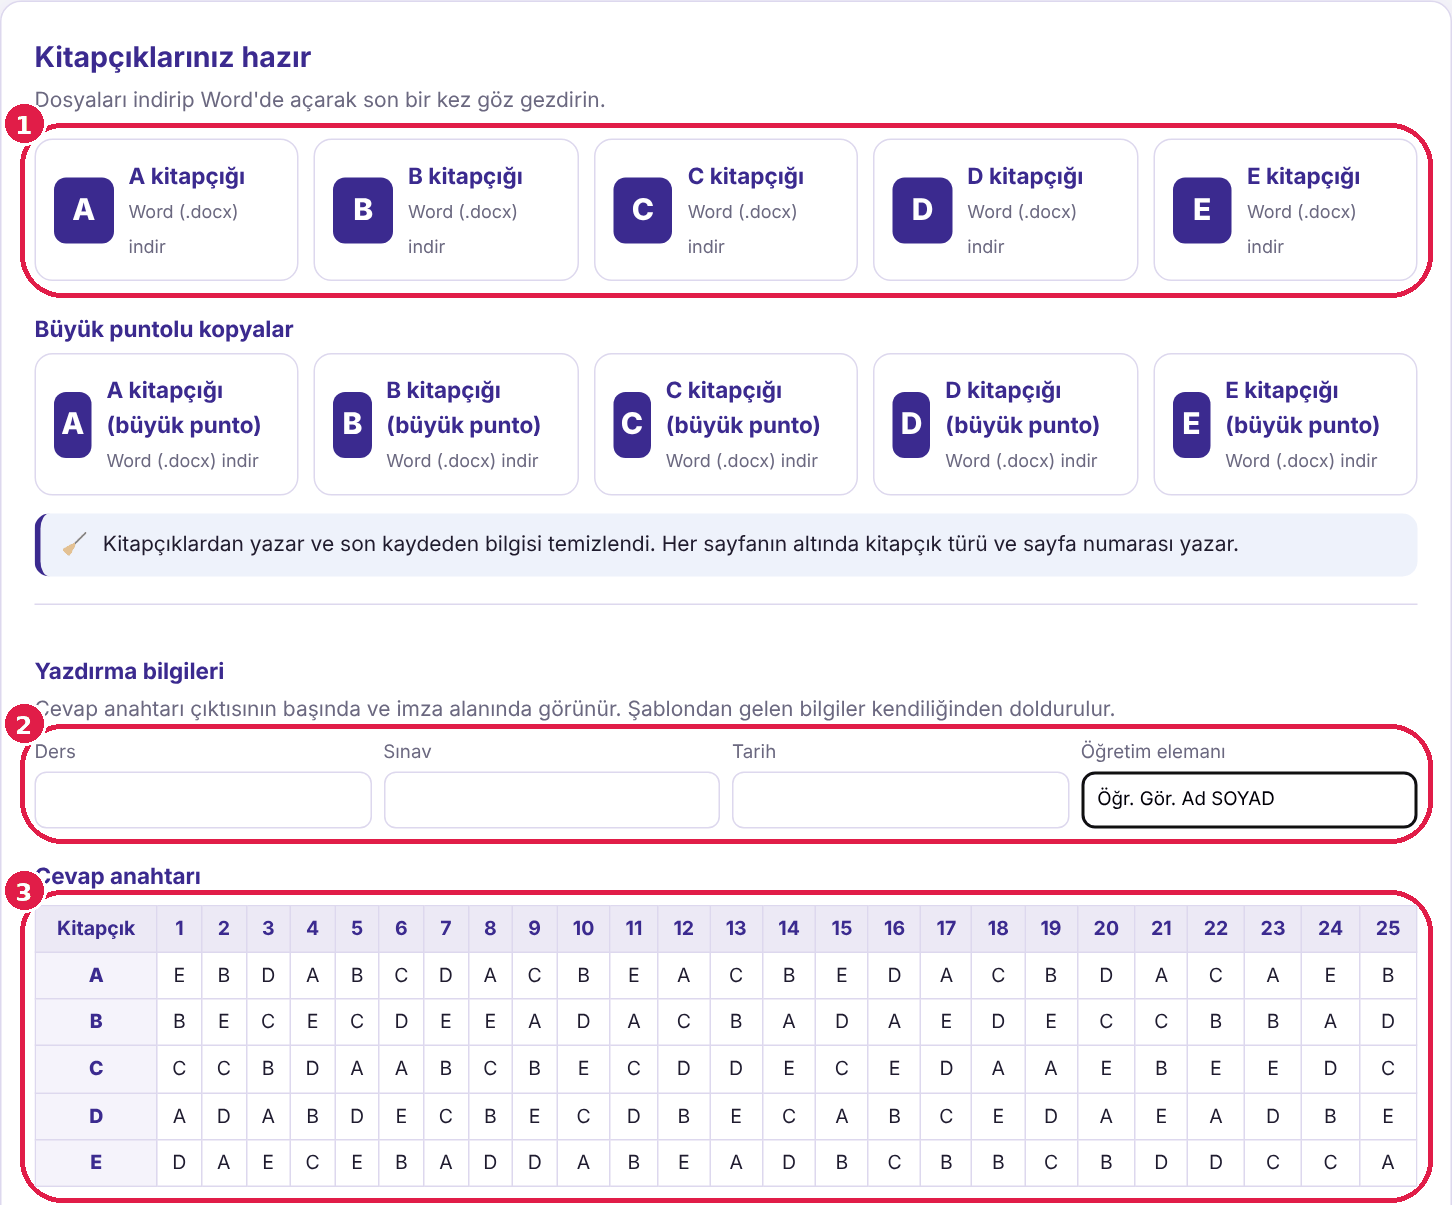 Kitapçıklarınız hazır
Dosyaları indirip Word'de açarak son bir kez göz gezdirin.
1
A A kitapçığı Word (.docx) indir
B B kitapçığı Word (.docx) indir
C C kitapçığı Word (.docx) indir
D D kitapçığı Word (.docx) indir
E E kitapçığı Word (.docx) indir
Büyük puntolu kopyalar
A A kitapçığı (büyük punto) Word (.docx) indir
B B kitapçığı (büyük punto) Word (.docx) indir
C C kitapçığı (büyük punto) Word (.docx) indir
D D kitapçığı (büyük punto) Word (.docx) indir
E E kitapçığı (büyük punto) Word (.docx) indir
Kitapçıklardan yazar ve son kaydeden bilgisi temizlendi. Her sayfanın altında kitapçık türü ve sayfa numarası yazar.
Yazdırma bilgileri
Cevap anahtarı çıktısının başında ve imza alanında görünür. Şablondan gelen bilgiler kendiliğinden doldurulur.
2
Ders Sınav Tarih Öğretim elemanı
Öğr. Gör. Ad SOYAD
Cevap anahtarı
3
Kitapçık 1 2 3 4 5 6 7 8 9 10 11 12 13 14 15 16 17 18 19 20 21 22 23 24 25
A E B D A B C D A C B E A C B E D A C B D A C A E B
B B E C E C D E E A D A C B A D A E D E C C B B A D
C C C B D A A B C B E C D D E C E D A A E B E E D C
D A D A B D E C B E C D B E C A B C E D A E A D B E
E D A E C E B A D D A B E A D B C B B C B D D C C A